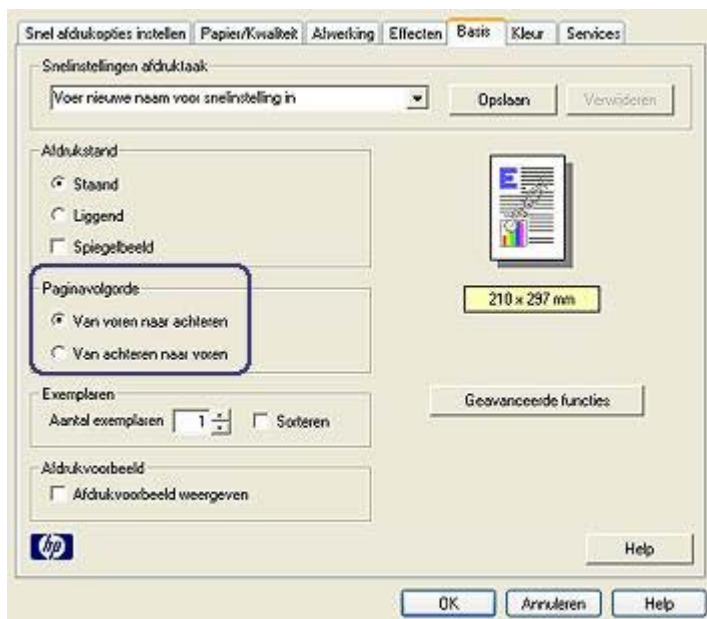 Snel afdrukopties instellen Papier/Kwaliteit Afwerking Effecten Basis Kleur Services
Snelinstellingen afdruktaak
Voer nieuwe naam voor snelinstelling in Opslaan Verwijderen
Afdrukstand
Staand
Liggend
Spiegelbeeld
E
Paginavolgorde
210 x 297 mm
Van voren naar achteren
Van achteren naar voren
Exemplaren
Aantal exemplaren 1 Sorteren
Geavanceerde functies
Afdrukvoorbeeld
Afdrukvoorbeeld weergeven
hp Help
OK Annuleren Help